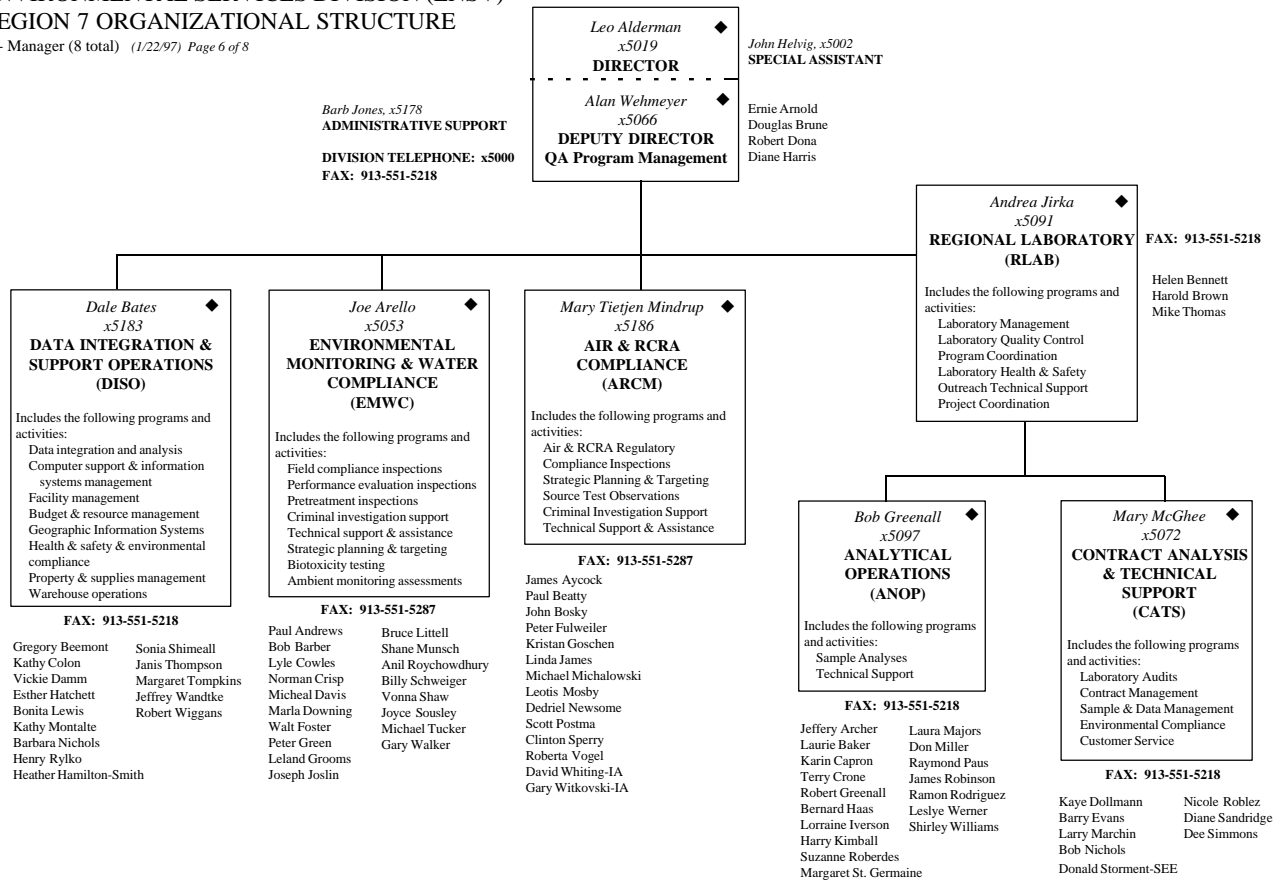 EGION 7 ORGANIZATIONAL STRUCTURE
- Manager (8 total) (1/22/97) Page 6 of 8
Leo Alderman
x5019
DIRECTOR
John Helvig, x5002
SPECIAL ASSISTANT
Barb Jones, x5178
ADMINISTRATIVE SUPPORT
DIVISION TELEPHONE: x5000
FAX: 913-551-5218
Alan Wehmeyer
x5066
DEPUTY DIRECTOR
QA Program Management
Ernie Arnold
Douglas Brune
Robert Dona
Diane Harris
Andrea Jirka
x5091
REGIONAL LABORATORY
(RLAB)
Includes the following programs and
activities:
Laboratory Management
Laboratory Quality Control
Program Coordination
Laboratory Health & Safety
Outreach Technical Support
Project Coordination
FAX: 913-551-5218
Helen Bennett
Harold Brown
Mike Thomas
Dale Bates
x5183
DATA INTEGRATION &
SUPPORT OPERATIONS
(DISO)
Includes the following programs and
activities:
Data integration and analysis
Computer support & information
systems management
Facility management
Budget & resource management
Geographic Information Systems
Health & safety & environmental
compliance
Property & supplies management
Warehouse operations
FAX: 913-551-5218
Gregory Beemont
Kathy Colon
Vickie Damm
Esther Hatchett
Bonita Lewis
Kathy Montalte
Barbara Nichols
Henry Rylko
Heather Hamilton-Smith
Sonia Shimeall
Janis Thompson
Margaret Tompkins
Jeffrey Wandtke
Robert Wiggans
Joe Arello
x5053
ENVIRONMENTAL
MONITORING & WATER
COMPLIANCE
(EMWC)
Includes the following programs and
activities:
Field compliance inspections
Performance evaluation inspections
Pretreatment inspections
Criminal investigation support
Technical support & assistance
Strategic planning & targeting
Biotoxicity testing
Ambient monitoring assessments
FAX: 913-551-5287
Paul Andrews
Bob Barber
Lyle Cowles
Norman Crisp
Micheal Davis
Marla Downing
Walt Foster
Peter Green
Leland Grooms
Joseph Joslin
Bruce Littell
Shane Munsch
Anil Roychowdhury
Billy Schweiger
Vonna Shaw
Joyce Sousley
Michael Tucker
Gary Walker
Mary Tietjen Mindrup
x5186
AIR & RCRA
COMPLIANCE
(ARCM)
Includes the following programs and
activities:
Air & RCRA Regulatory
Compliance Inspections
Strategic Planning & Targeting
Source Test Observations
Criminal Investigation Support
Technical Support & Assistance
FAX: 913-551-5287
James Aycock
Paul Beatty
John Bosky
Peter Fulweiler
Kristan Goschen
Linda James
Michael Michalowski
Leotis Mosby
Dedriel Newsome
Scott Postma
Clinton Sperry
Roberta Vogel
David Whiting-IA
Gary Witkovski-IA
Bob Greenall
x5097
ANALYTICAL
OPERATIONS
(ANOP)
Includes the following programs
and activities:
Sample Analyses
Technical Support
FAX: 913-551-5218
Jeffery Archer
Laurie Baker
Karin Capron
Terry Crone
Robert Greenall
Bernard Haas
Lorraine Iverson
Harry Kimball
Suzanne Roberdes
Margaret St. Germaine
Laura Majors
Don Miller
Raymond Paus
James Robinson
Ramon Rodriguez
Leslye Werner
Shirley Williams
Mary McGhee
x5072
CONTRACT ANALYSIS
& TECHNICAL
SUPPORT
(CATS)
Includes the following programs
and activities:
Laboratory Audits
Contract Management
Sample & Data Management
Environmental Compliance
Customer Service
FAX: 913-551-5218
Kaye Dollmann
Barry Evans
Larry Marchin
Bob Nichols
Donald Storment-SEE
Nicole Roblez
Diane Sandridge
Dee Simmons